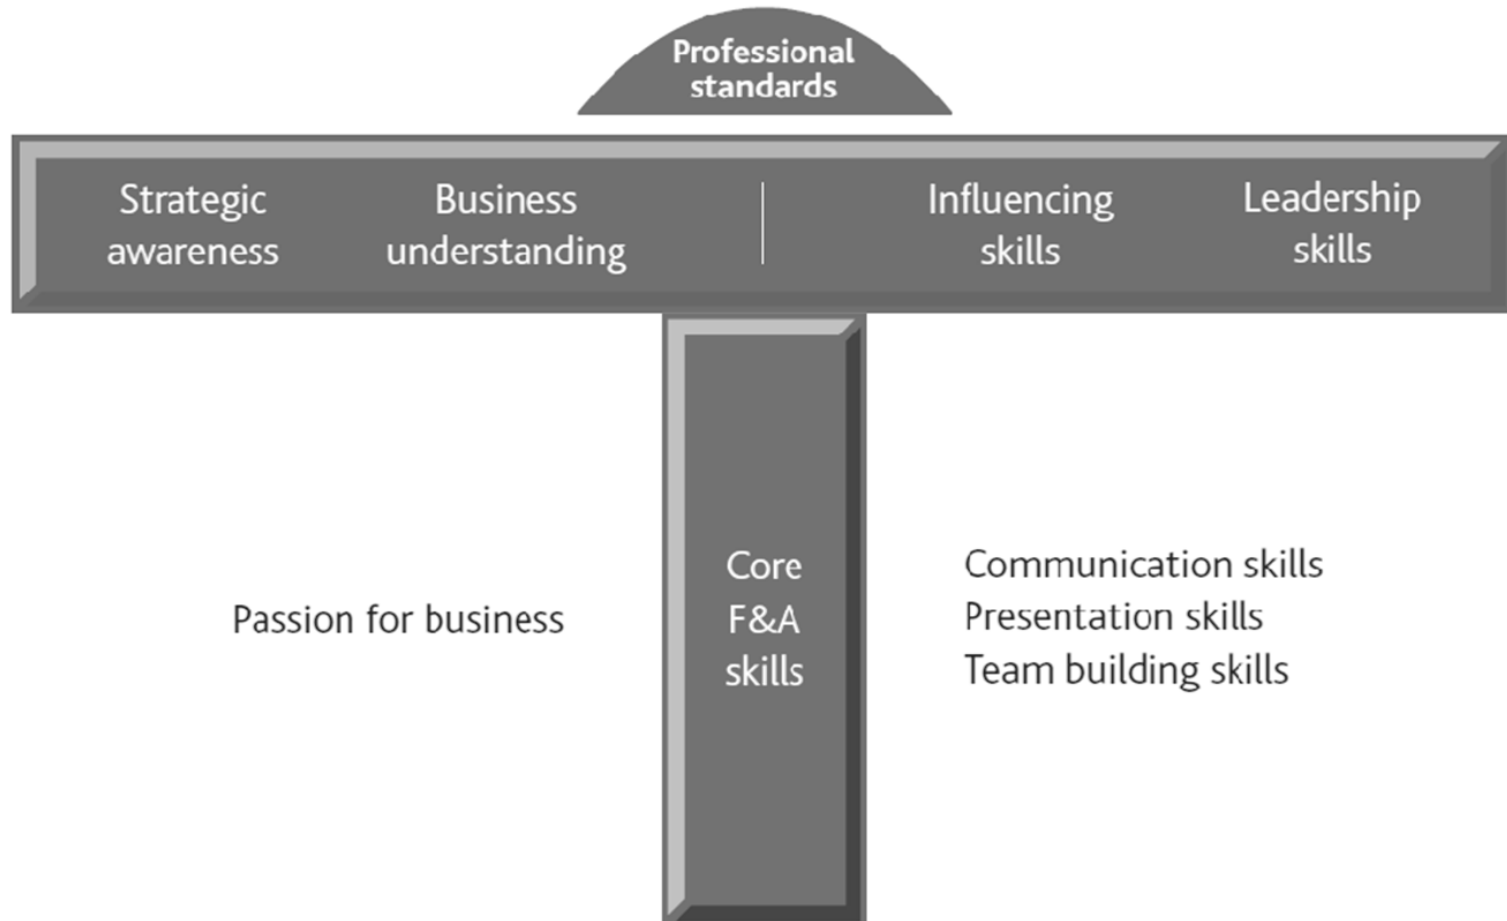 Professional
standards
Strategic
awareness
Business
understanding
Influencing
skills
Leadership
skills
Passion for business
Core
F&A
skills
Communication skills
Presentation skills
Team building skills